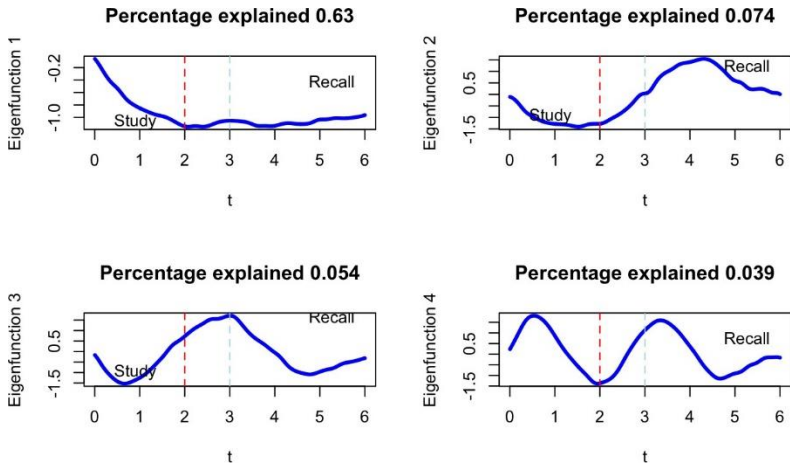 Percentage explained 0.63
Eigenfunction 1
-0.2
-1.0
Study
Recall
0 1 2 3 4 5 6
t
Percentage explained 0.074
Eigenfunction 2
0.5
-1.5
Study
Recall
0 1 2 3 4 5 6
t
Percentage explained 0.054
Eigenfunction 3
0.5
-1.5
Study
Recall
0 1 2 3 4 5 6
t
Percentage explained 0.039
Eigenfunction 4
0.5
-1.5
Recall
0 1 2 3 4 5 6
t